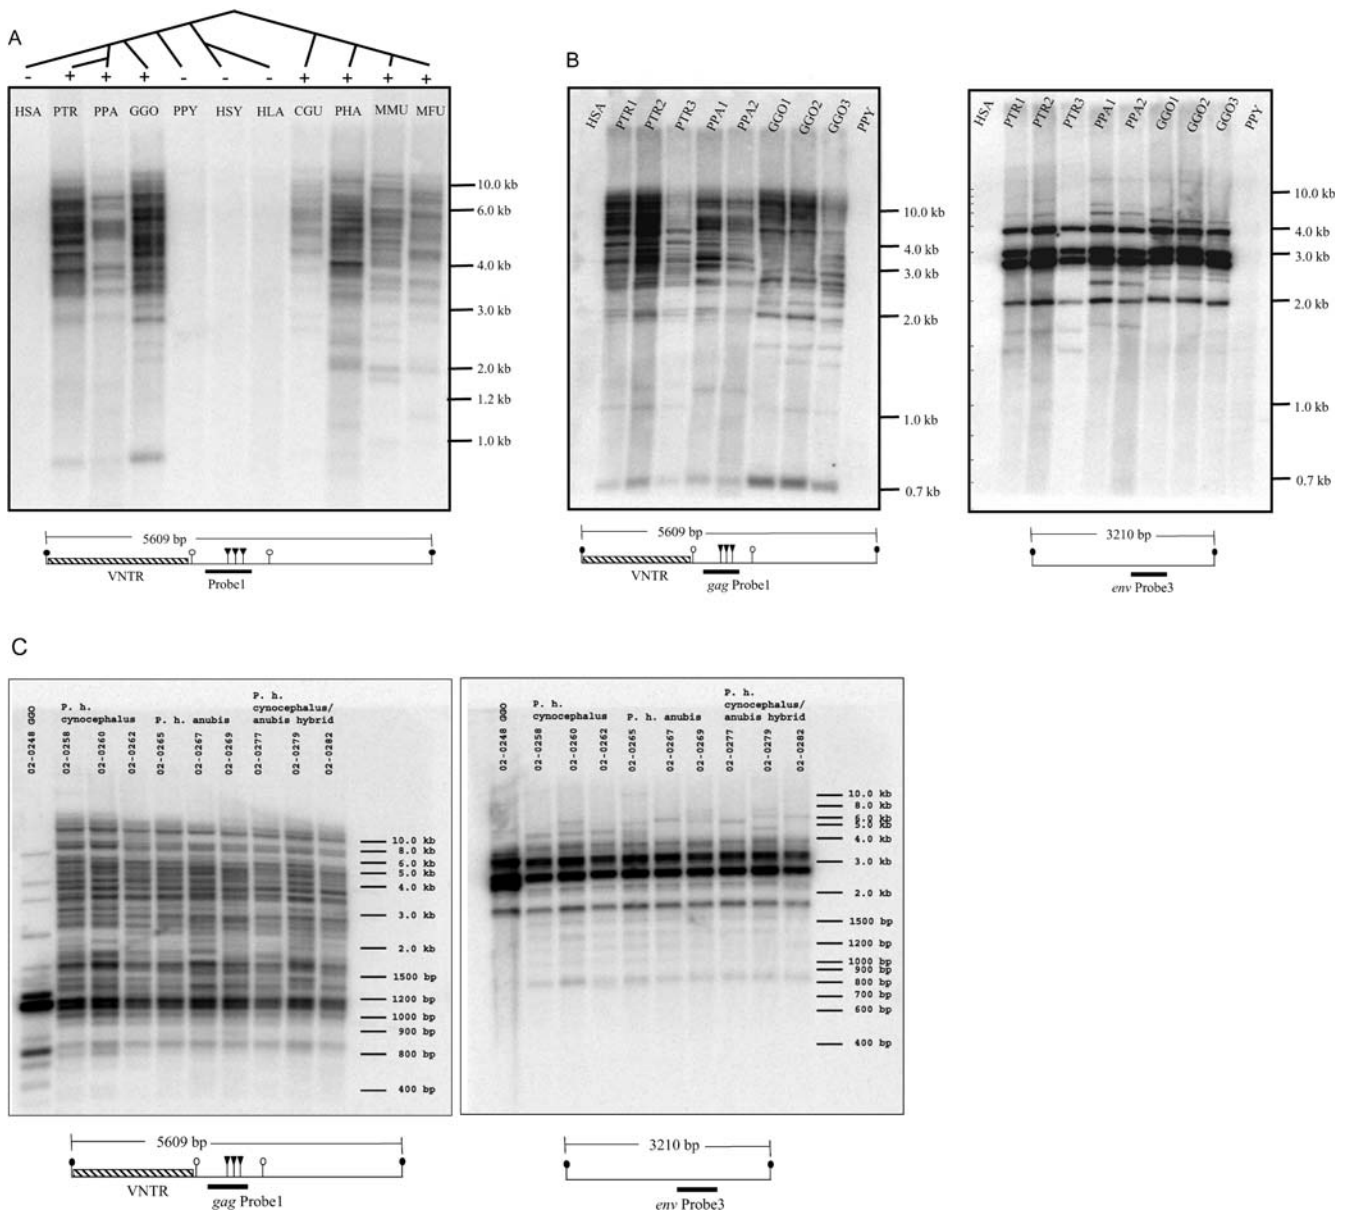 A
- + + + - - - + + + +
HSA PTR PPA GGO PPY HSY HLA CGU PHA MMU MFU
10.0 kb
6.0 kb
4.0 kb
3.0 kb
2.0 kb
1.2 kb
1.0 kb
5609 bp
VNTR
Probe1
B
HSA PTR1 PTR2 PTR3 PPA1 PPA2 GGO1 GGO2 GGO3 PPY
10.0 kb
4.0 kb
3.0 kb
2.0 kb
1.0 kb
0.7 kb
5609 bp
VNTR
gag Probe1
HSA PTR1 PTR2 PTR3 PPA1 PPA2 GGO1 GGO2 GGO3 PPY
10.0 kb
4.0 kb
3.0 kb
2.0 kb
1.0 kb
0.7 kb
3210 bp
env Probe3
C
P. h.
cynocephalus
P. h. anubis
P. h.
cynocephalus/
anubis hybrid
02-0248 GGO
02-0258
02-0260
02-0262
02-0265
02-0267
02-0269
02-0277
02-0279
02-0282
10.0 kb
8.0 kb
6.0 kb
5.0 kb
4.0 kb
3.0 kb
2.0 kb
1500 bp
1200 bp
1000 bp
900 bp
800 bp
400 bp
5609 bp
VNTR
gag Probe1
P. h.
cynocephalus
P. h. anubis
P. h.
cynocephalus/
anubis hybrid
02-0248 GGO
02-0258
02-0260
02-0262
02-0265
02-0267
02-0269
02-0277
02-0279
02-0282
10.0 kb
8.0 kb
6.0 kb
5.0 kb
4.0 kb
3.0 kb
2.0 kb
1500 bp
1200 bp
1000 bp
900 bp
800 bp
700 bp
600 bp
400 bp
3210 bp
env Probe3